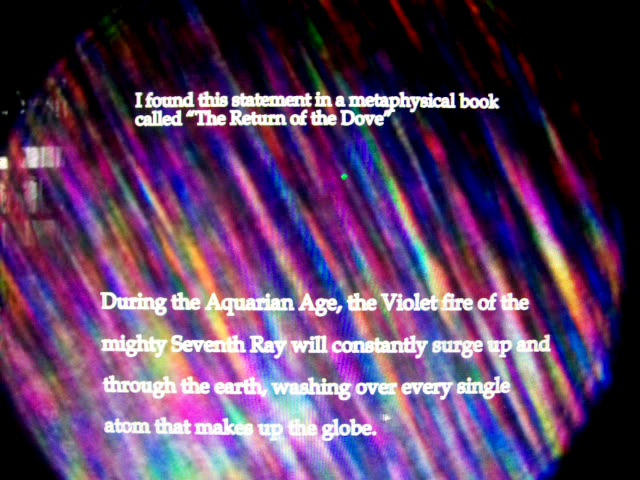 I found this statement in a metaphysical book
called “The Return of the Dove”.
During the Aquarian Age, the Violet fire of the
mighty Seventh Ray will constantly surge up and
through the earth, washing over every single
atom that makes up the globe.